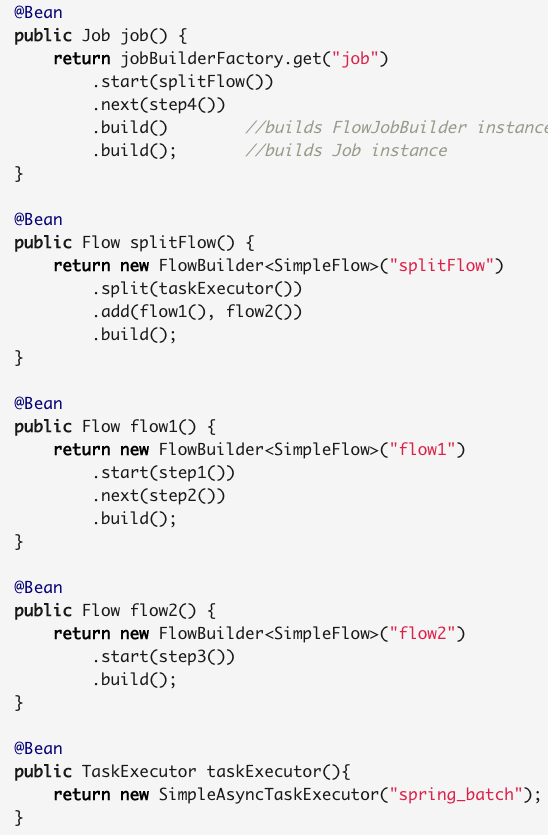 @Bean
public Job job() {
    return jobBuilderFactory.get("job")
        .start(splitFlow())
        .next(step4())
        .build()        //builds FlowJobBuilder instance
        .build();       //builds Job instance
}
@Bean
public Flow splitFlow() {
    return new FlowBuilder<SimpleFlow>("splitFlow")
        .split(taskExecutor())
        .add(flow1(), flow2())
        .build();
}
@Bean
public Flow flow1() {
    return new FlowBuilder<SimpleFlow>("flow1")
        .start(step1())
        .next(step2())
        .build();
}
@Bean
public Flow flow2() {
    return new FlowBuilder<SimpleFlow>("flow2")
        .start(step3())
        .build();
}
@Bean
public TaskExecutor taskExecutor(){
    return new SimpleAsyncTaskExecutor("spring_batch");
}